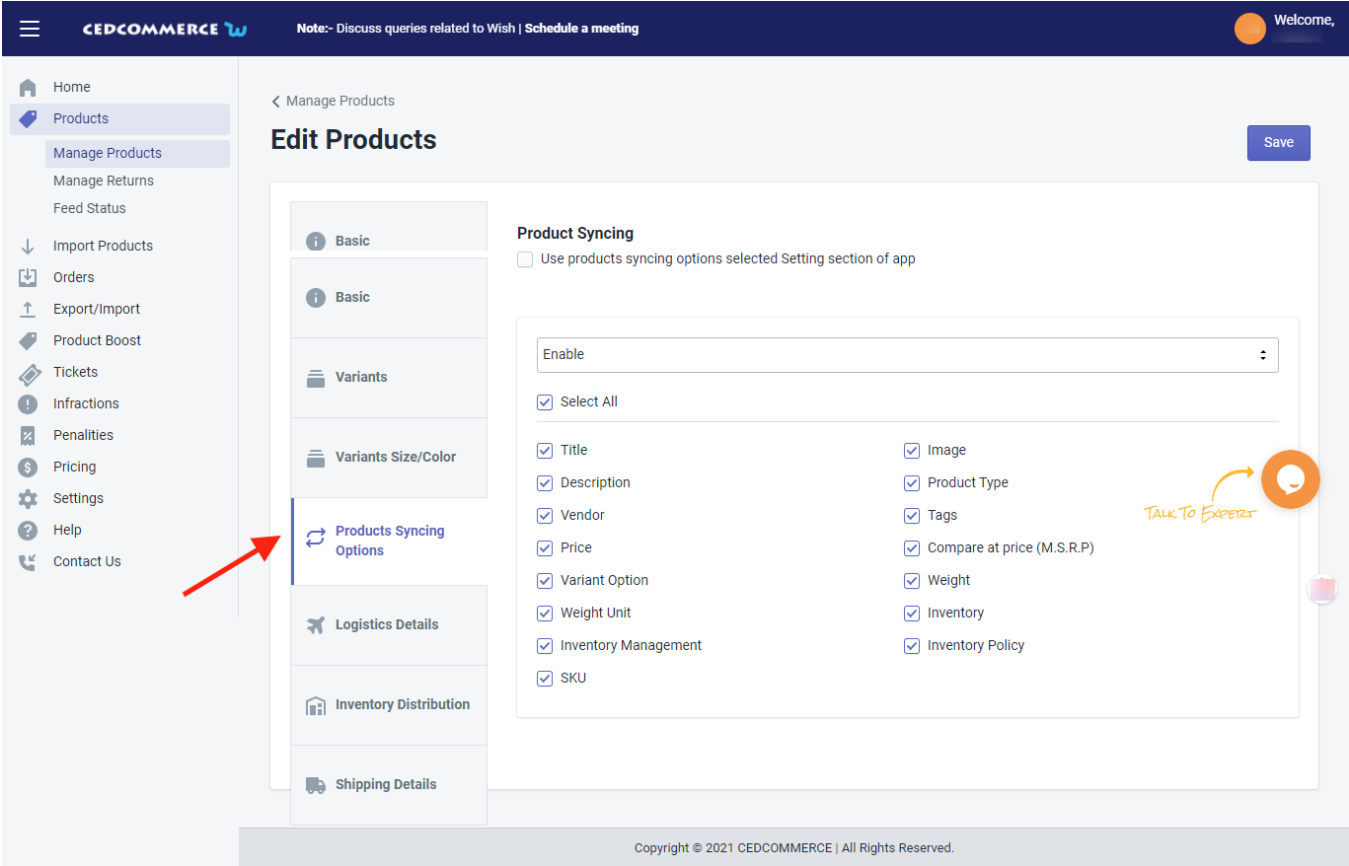 CEDCOMMERCE
Note:- Discuss queries related to Wish | Schedule a meeting
Welcome,
Home
Products
Manage Products
Manage Returns
Feed Status
Import Products
Orders
Export/Import
Product Boost
Tickets
Infractions
Penalities
Pricing
Settings
Help
Contact Us
Manage Products
Edit Products
Save
Basic
Basic
Variants
Variants Size/Color
Products Syncing
Options
Logistics Details
Inventory Distribution
Shipping Details
Product Syncing
Use products syncing options selected Setting section of app
Enable
Select All
Title
Image
Description
Product Type
Vendor
Tags
Price
Compare at price (M.S.R.P)
Variant Option
Weight
Weight Unit
Inventory
Inventory Management
Inventory Policy
SKU
Talk To Expert
Copyright © 2021 CEDCOMMERCE | All Rights Reserved.